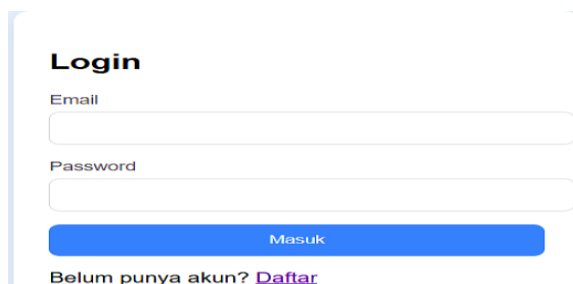 Login
Email
Password
Masuk
Belum punya akun? Daftar